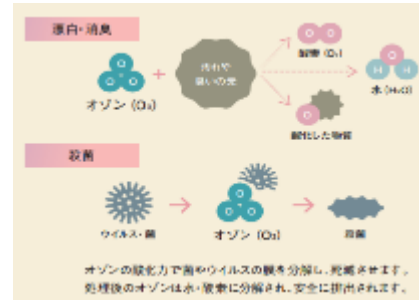 漂白・消臭
オゾン (O₃)
汚れや
臭いの元
酸素 (O₂)
水 (H₂O)
酸化した物質
殺菌
ウイルス・菌
オゾン (O₃)
殺菌
オゾンの酸化力で菌やウイルスの膜を分解し、死滅させます。
処理後のオゾンは水・酸素に分解され、安全に排出されます。